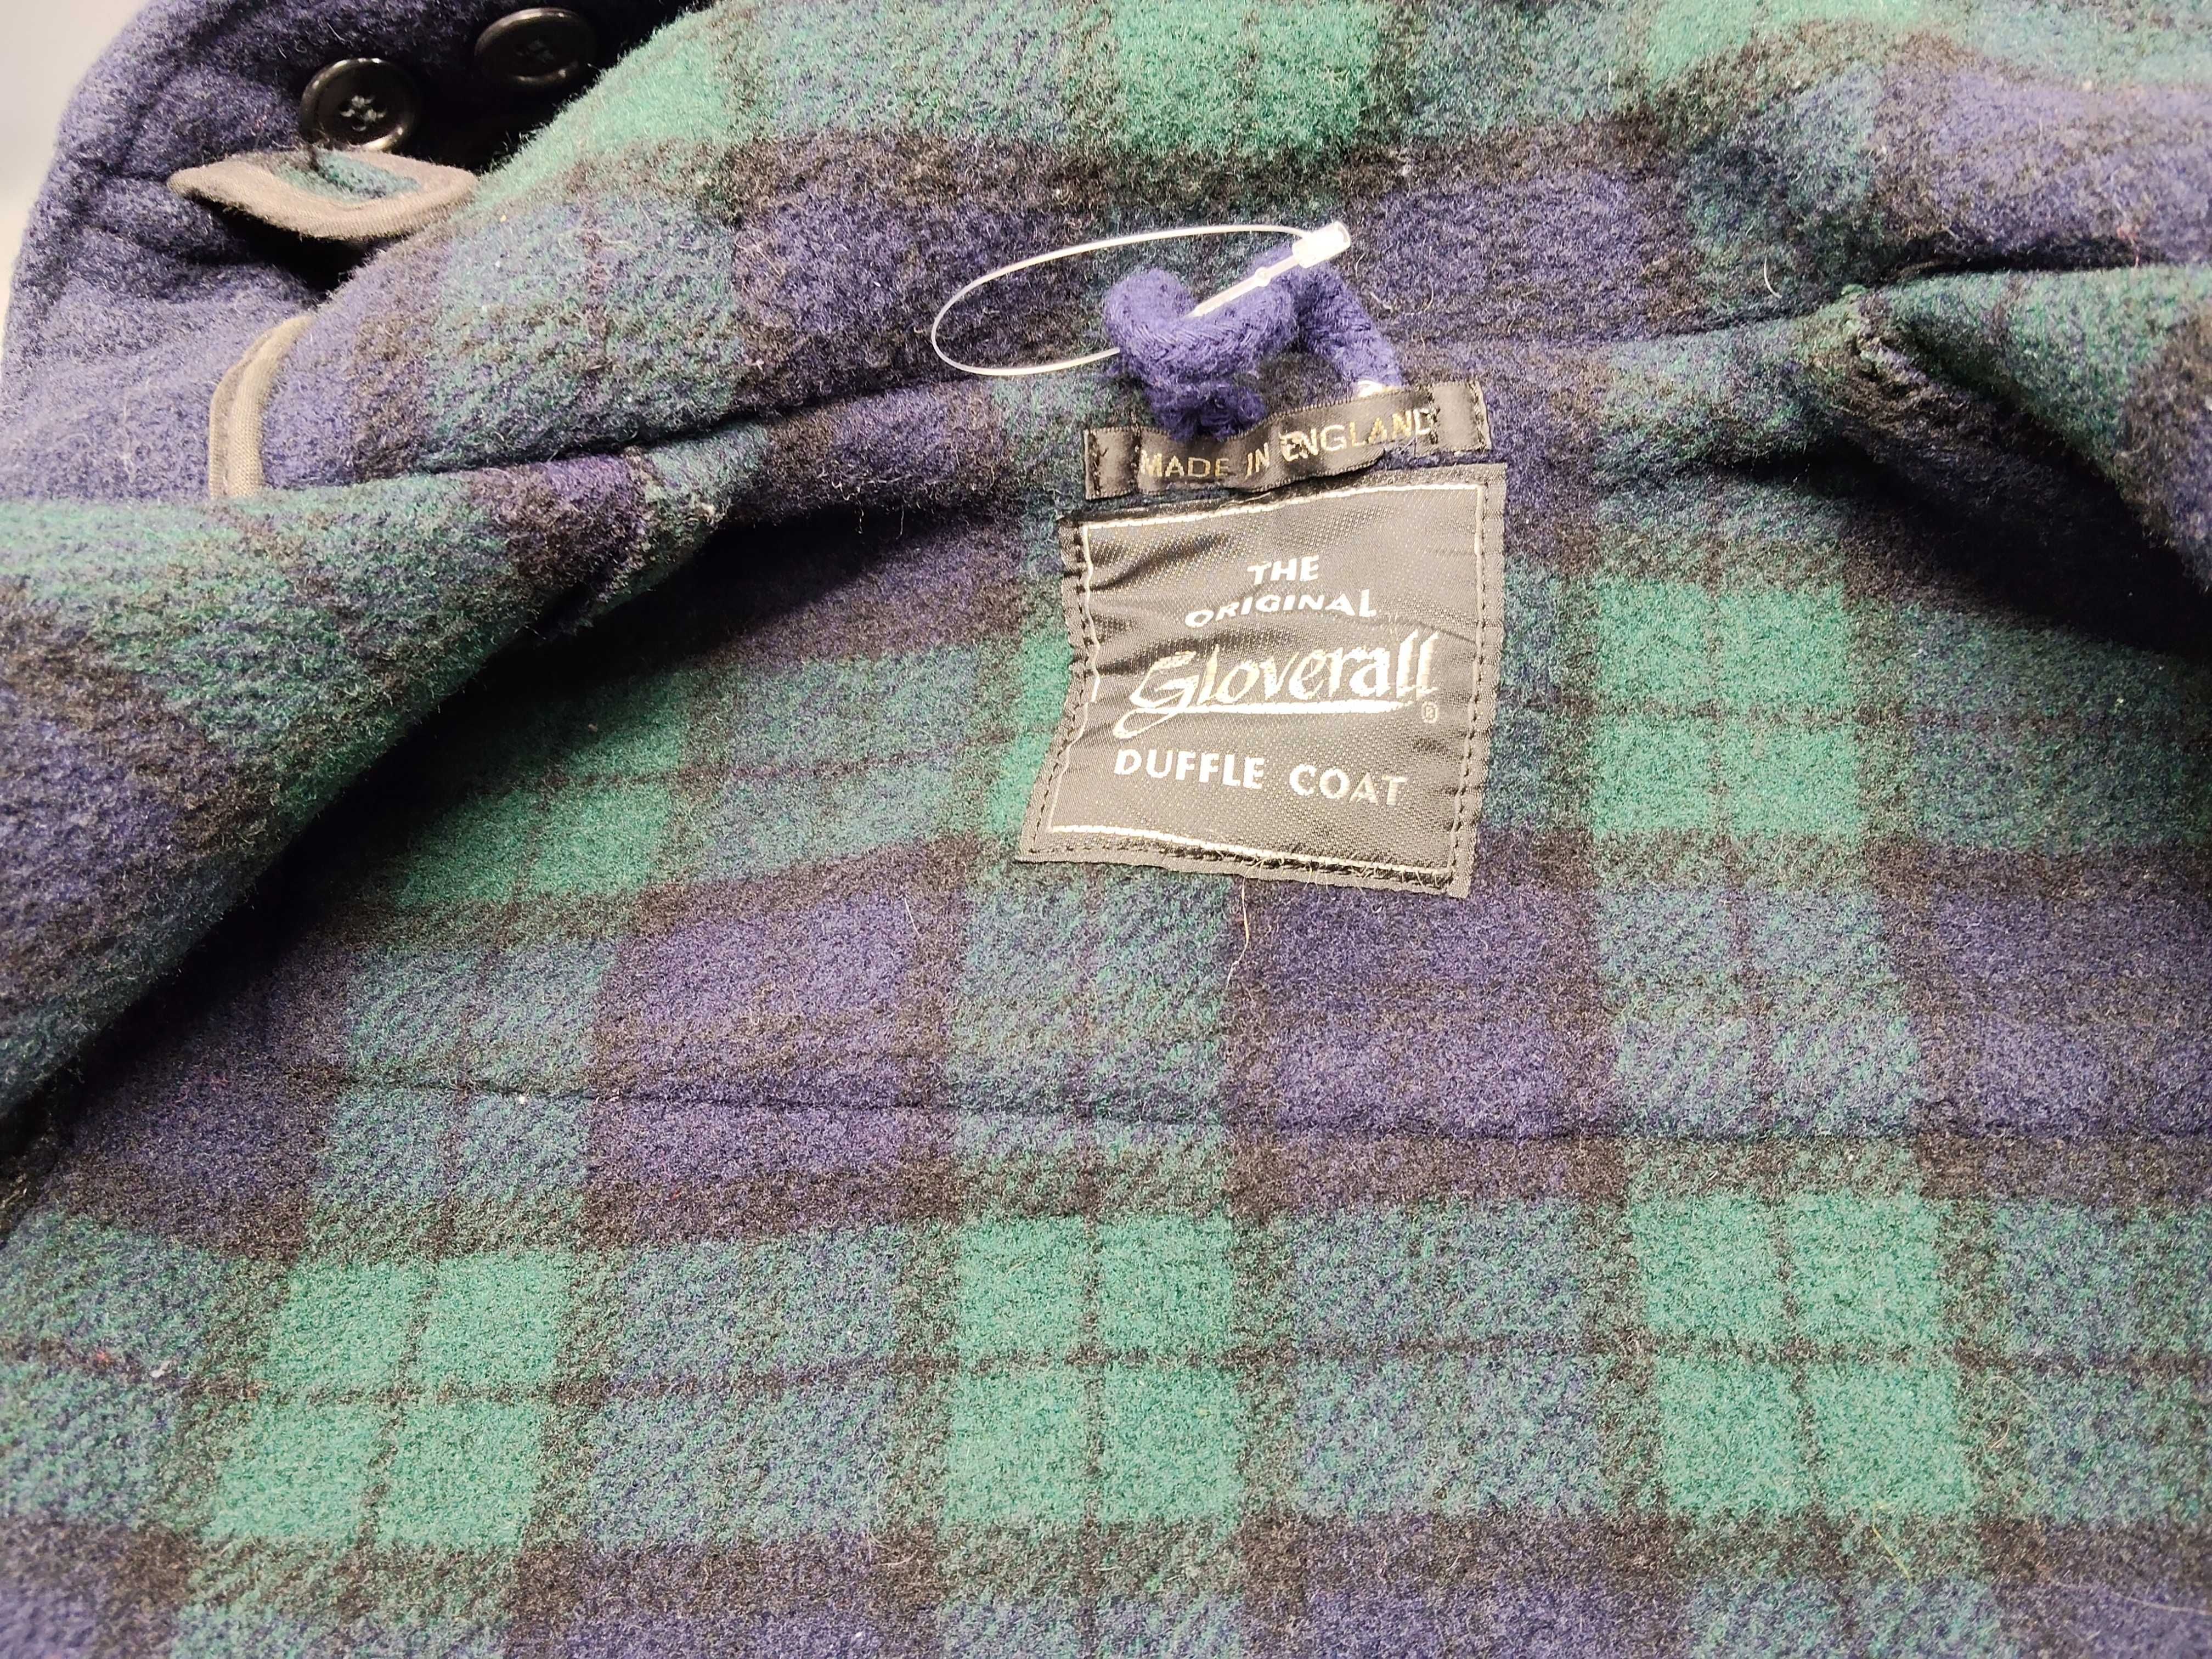 MADE IN ENGLAND
THE
ORIGINAL
Gloverall
®
DUFFLE COAT